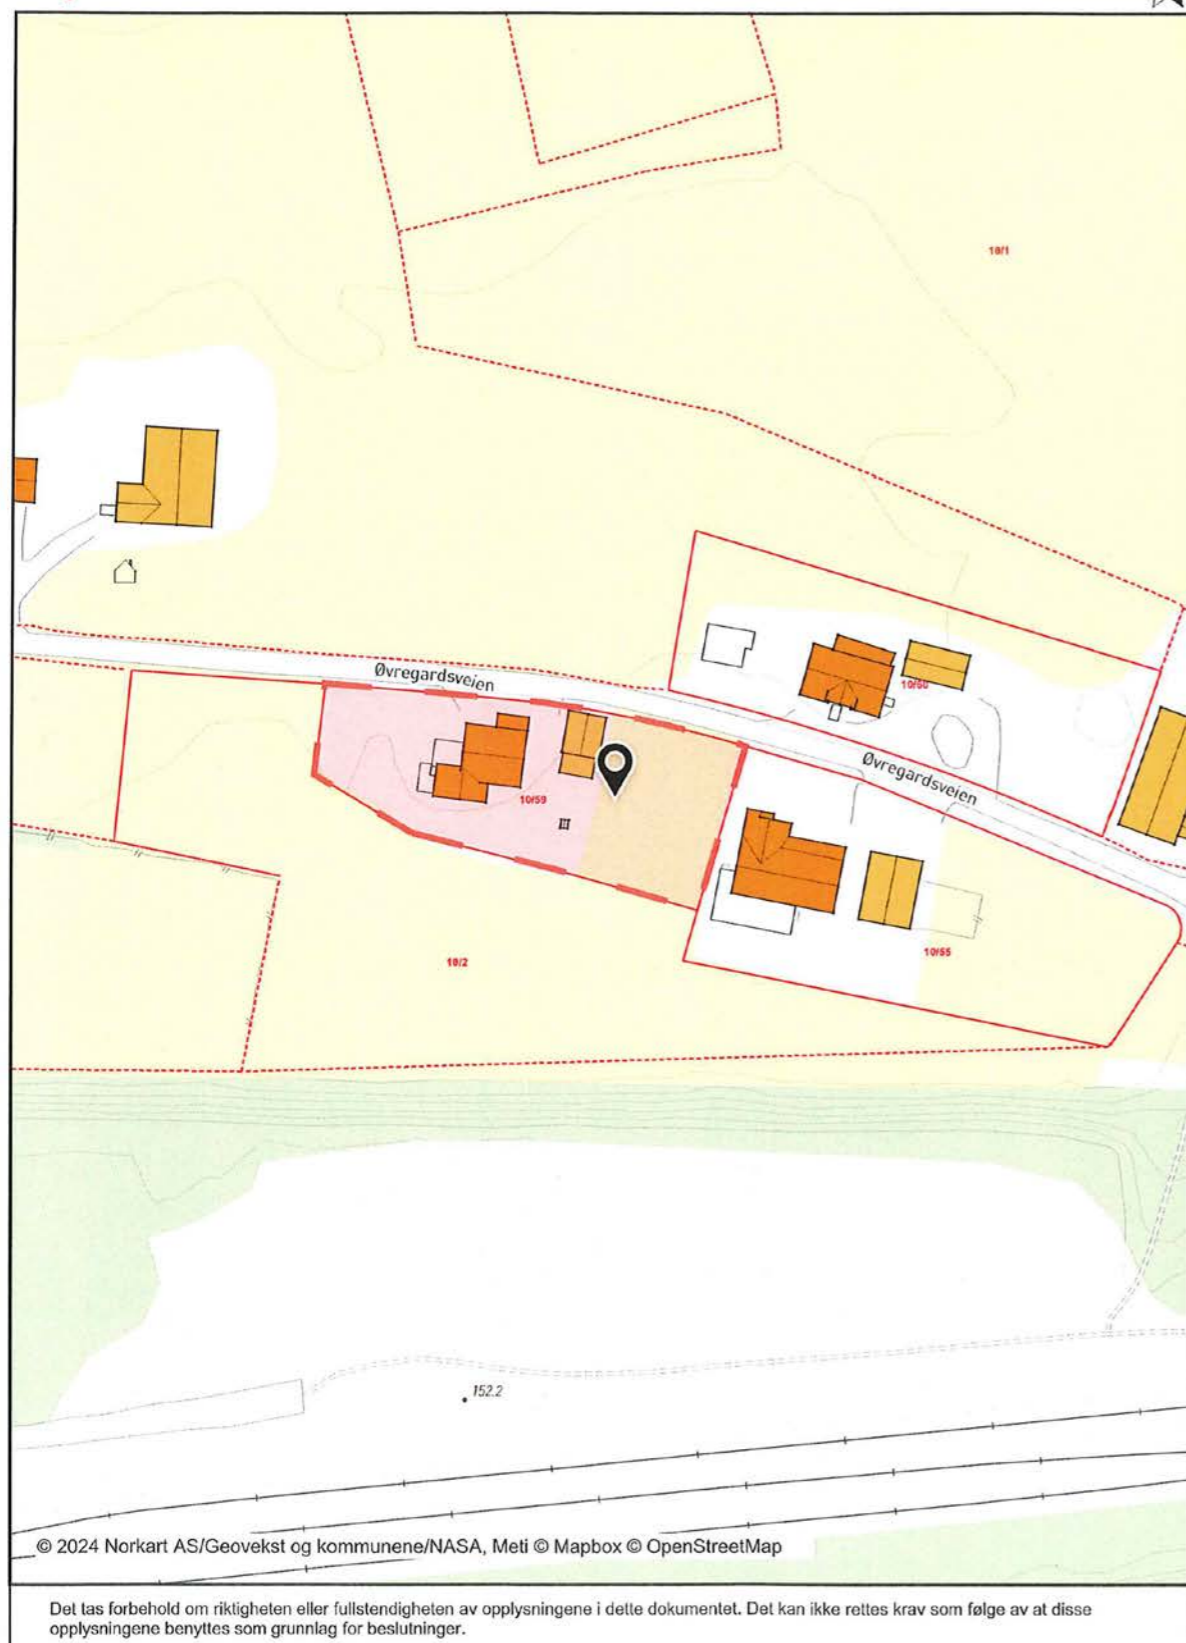 10/1
Øvregardsveien
10/60
Øvregardsveien
10/59
10/2
10/55
152.2
© 2024 Norkart AS/Geovekst og kommunene/NASA, Meti © Mapbox © OpenStreetMap
Det tas forbehold om riktigheten eller fullstendigheten av opplysningene i dette dokumentet. Det kan ikke rettes krav som følge av at disse
opplysningene benyttes som grunnlag for beslutninger.